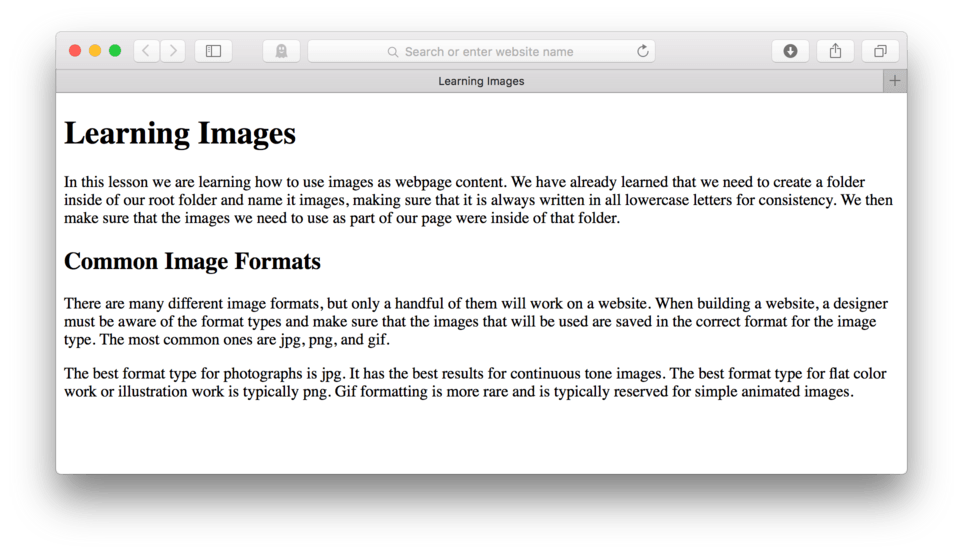 Search or enter website name
Learning Images
Learning Images
In this lesson we are learning how to use images as webpage content. We have already learned that we need to create a folder
inside of our root folder and name it images, making sure that it is always written in all lowercase letters for consistency. We then
make sure that the images we need to use as part of our page were inside of that folder.
Common Image Formats
There are many different image formats, but only a handful of them will work on a website. When building a website, a designer
must be aware of the format types and make sure that the images that will be used are saved in the correct format for the image
type. The most common ones are jpg, png, and gif.
The best format type for photographs is jpg. It has the best results for continuous tone images. The best format type for flat color
work or illustration work is typically png. Gif formatting is more rare and is typically reserved for simple animated images.